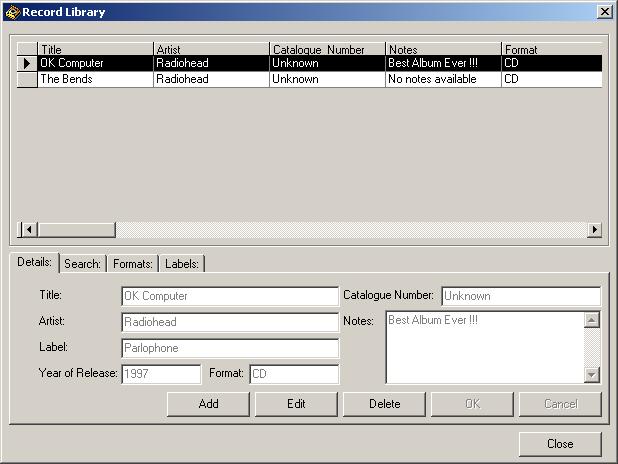 Record Library
Title Artist Catalogue Number Notes Format
OK Computer Radiohead Unknown Best Album Ever !!! CD
The Bends Radiohead Unknown No notes available CD
Details: Search: Formats: Labels:
Title: OK Computer Catalogue Number: Unknown
Artist: Radiohead Notes: Best Album Ever !!!
Label: Parlophone
Year of Release: 1997 Format: CD
Add Edit Delete OK Cancel
Close